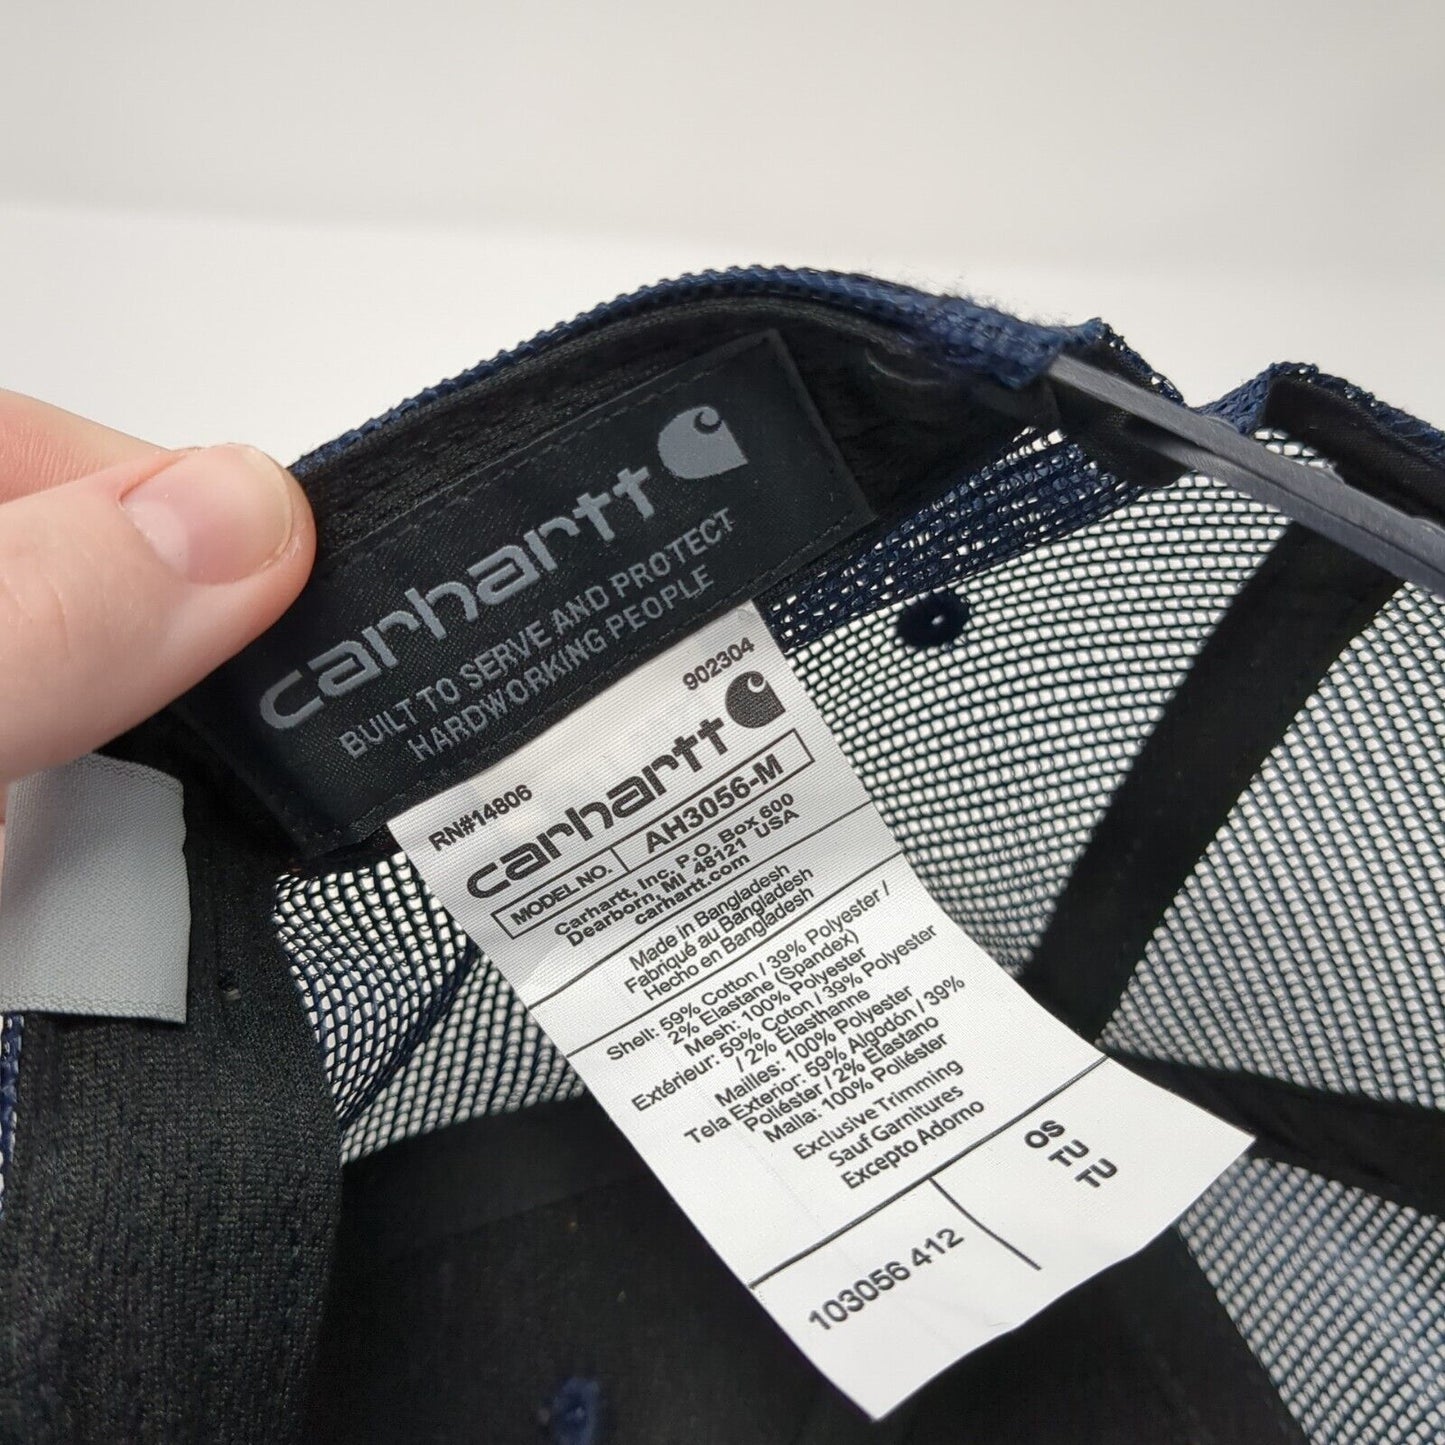 carhartt
BUILT TO SERVE AND PROTECT
HARDWORKING PEOPLE
RN#14806 902304
carhartt
MODEL NO. AH3056-M
Carhartt, Inc. P.O. Box 600
Dearborn, MI 48121 USA
carhartt.com
Made in Bangladesh
Fabriqué au Bangladesh
Hecho en Bangladesh
Shell: 59% Cotton / 39% Polyester /
2% Elastane (Spandex)
Mesh: 100% Polyester
Extérieur: 59% Coton / 39% Polyester
/ 2% Élasthanne
Mailles: 100% Polyester
Tela Exterior: 59% Algodón / 39%
Poliéster / 2% Elastano
Malla: 100% Poliéster
Exclusive Trimming
Sauf Garnitures
Excepto Adorno
103056 412
OS
TU
TU